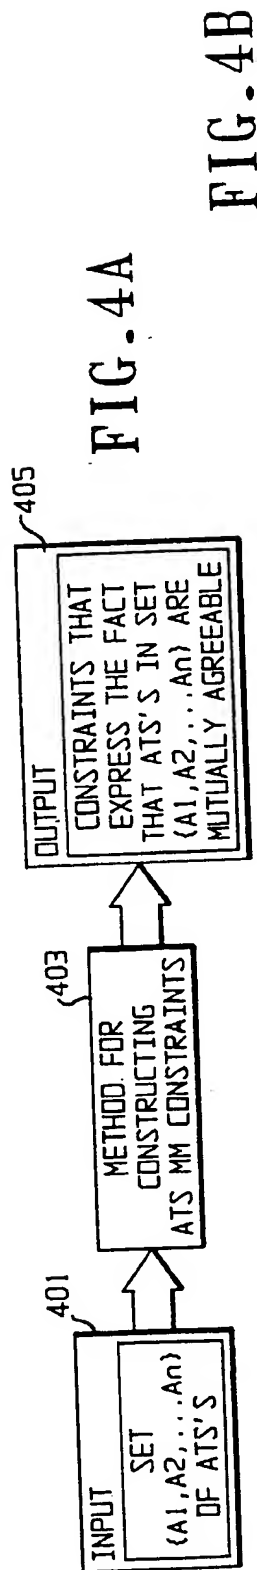 INPUT
401
SET
{A1,A2,...An}
OF ATS'S
METHOD FOR
CONSTRUCTING
ATS MM CONSTRAINTS
403
OUTPUT
405
CONSTRAINTS THAT
EXPRESS THE FACT
THAT ATS'S IN SET
{A1,A2,...An} ARE
MUTUALLY AGREEABLE
FIG.4A
FIG.4B